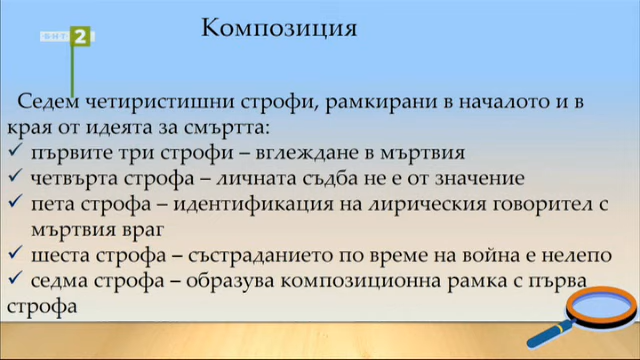 Композиция
БНТ 2
Седем четиристишни строфи, рамкирани в началото и в
края от идеята за смъртта:
✓ първите три строфи – вглеждане в мъртвия
✓ четвърта строфа – личната съдба не е от значение
✓ пета строфа – идентификация на лирическия говорител с
мъртвия враг
✓ шеста строфа – състраданието по време на война е нелепо
✓ седма строфа – образува композиционна рамка с първа
строфа